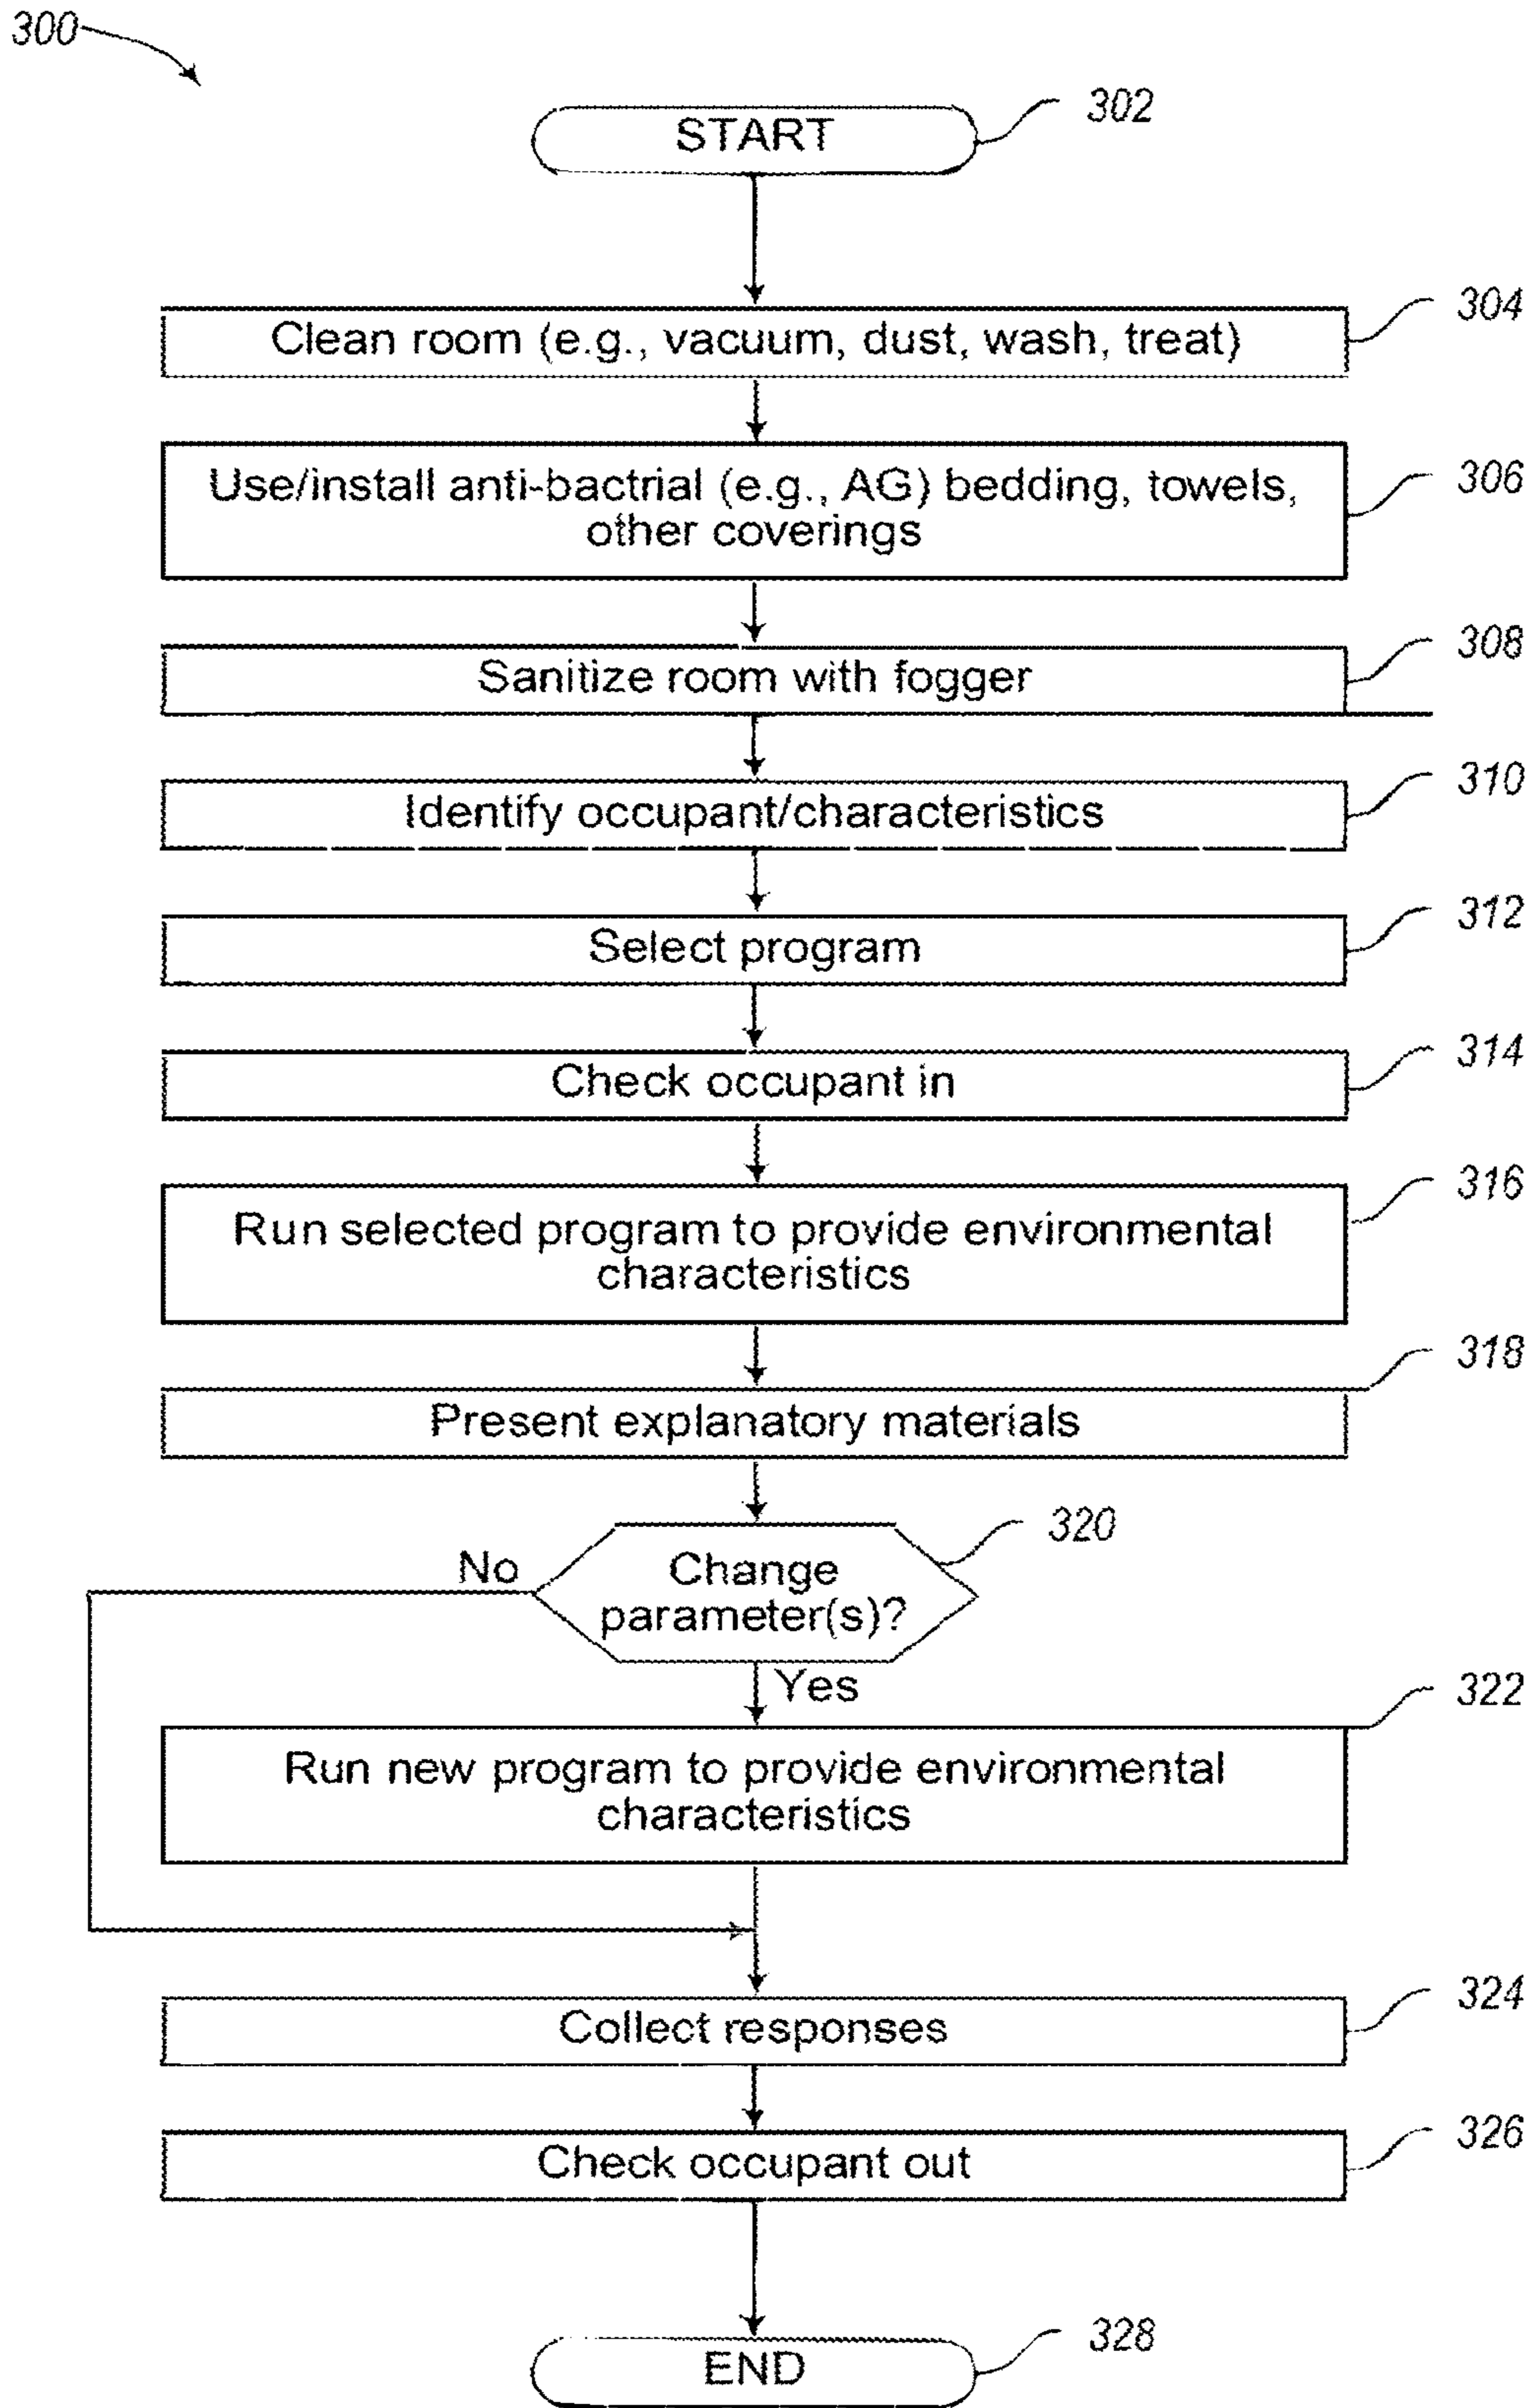 300
START
302
Clean room (e.g., vacuum, dust, wash, treat)
304
Use/install anti-bactrial (e.g., AG) bedding, towels,
other coverings
306
Sanitize room with fogger
308
Identify occupant/characteristics
310
Select program
312
Check occupant in
314
Run selected program to provide environmental
characteristics
316
Present explanatory materials
318
Change
parameter(s)?
320
No
Yes
Run new program to provide environmental
characteristics
322
Collect responses
324
Check occupant out
326
END
328